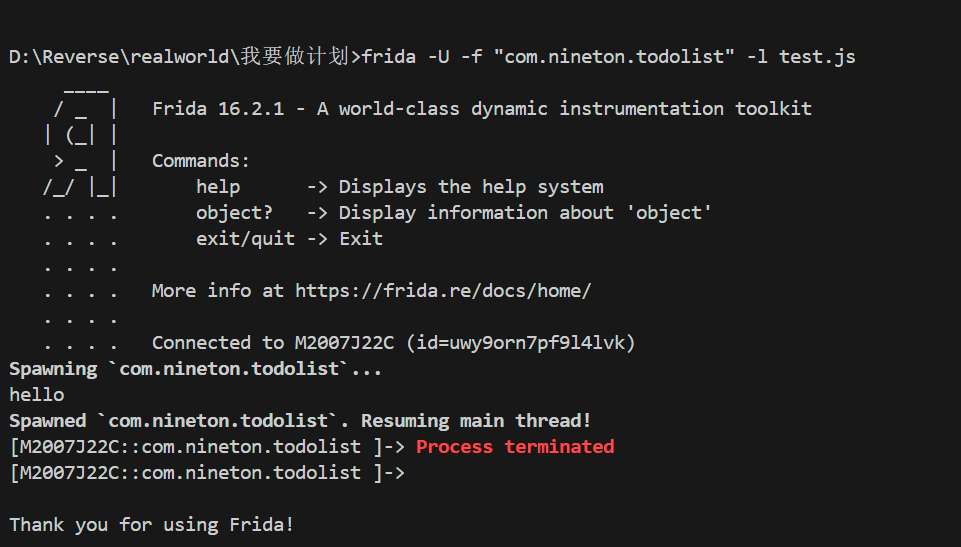 D:\Reverse\realworld\我要做计划>frida -U -f "com.nineton.todolist" -l test.js
     ____
    / _  |   Frida 16.2.1 - A world-class dynamic instrumentation toolkit
   | (_| |
    > _  |   Commands:
   /_/ |_|       help      -> Displays the help system
   . . . .       object?   -> Display information about 'object'
   . . . .       exit/quit -> Exit
   . . . .
   . . . .   More info at https://frida.re/docs/home/
   . . . .
   . . . .   Connected to M2007J22C (id=uwy9orn7pf9l4lvk)
Spawning `com.nineton.todolist`...
hello
Spawned `com.nineton.todolist`. Resuming main thread!
[M2007J22C::com.nineton.todolist ]-> Process terminated
[M2007J22C::com.nineton.todolist ]->
Thank you for using Frida!